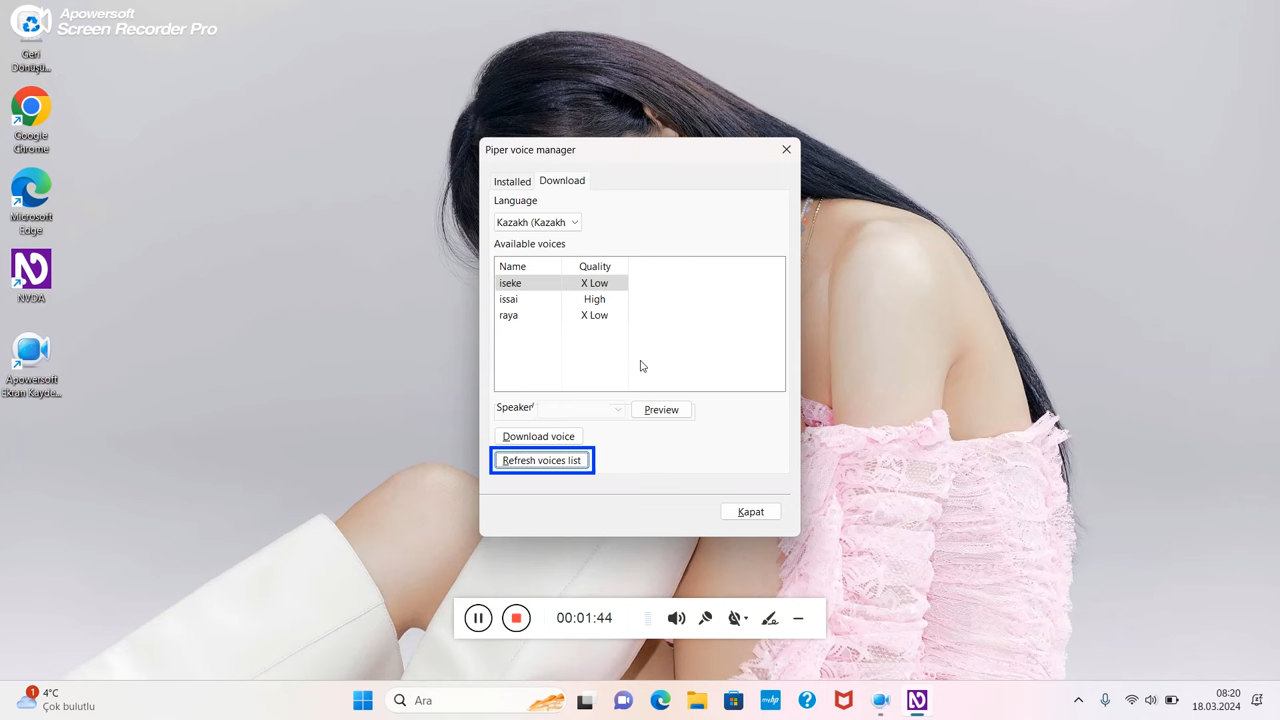 Apowersoft
Screen Recorder Pro
Geri
Dönüşü...
Google
Chrome
Microsoft
Edge
NVDA
Apowersoft
Ekran Kayde...
Piper voice manager
Installed
Download
Language
Kazakh (Kazakh
Available voices
Name Quality
iseke X Low
issai High
raya X Low
Speaker
Preview
Download voice
Refresh voices list
Kapat
00:01:44
1
4°C
Çok bulutlu
Ara
myhp
08:20
18.03.2024